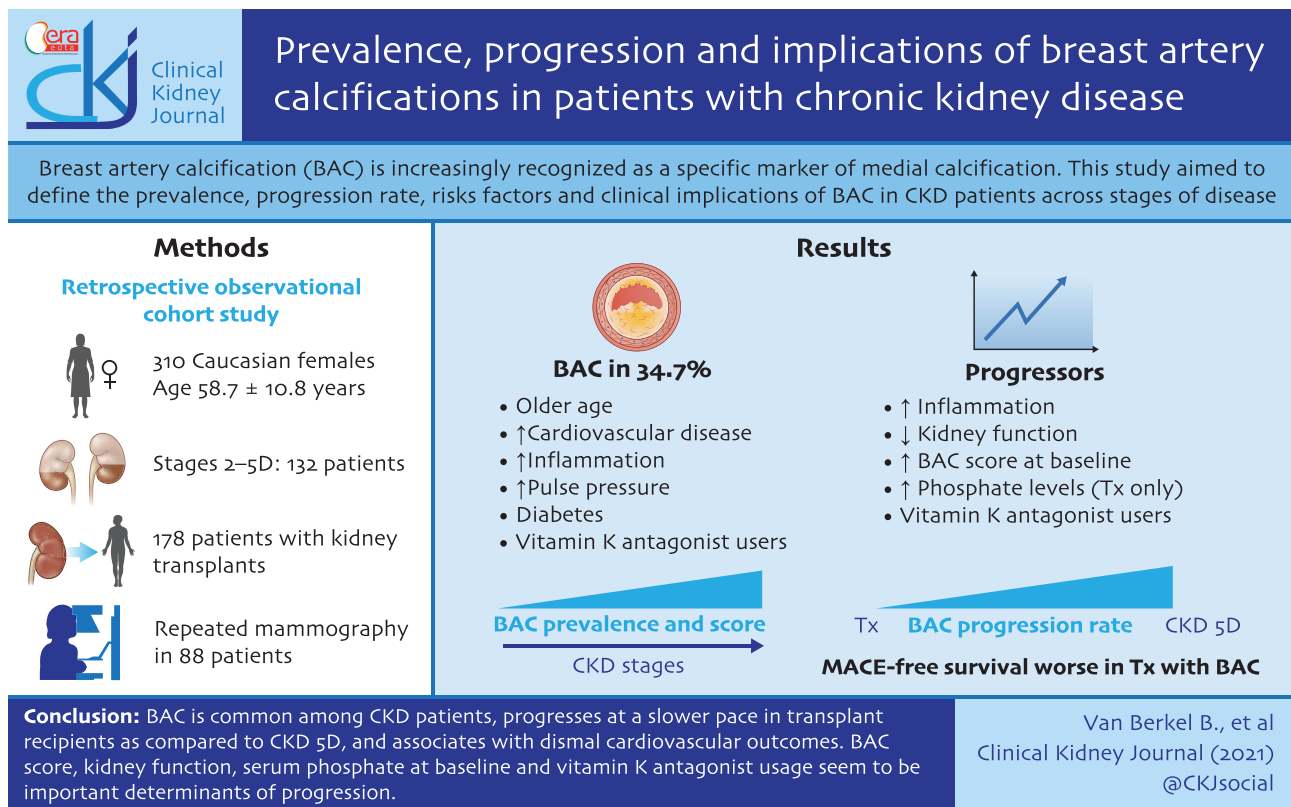 era
edta
ckj
Clinical
Kidney
Journal
Prevalence, progression and implications of breast artery
calcifications in patients with chronic kidney disease
Breast artery calcification (BAC) is increasingly recognized as a specific marker of medial calcification. This study aimed to
define the prevalence, progression rate, risks factors and clinical implications of BAC in CKD patients across stages of disease
Methods
Retrospective observational
cohort study
310 Caucasian females
Age 58.7 ± 10.8 years
Stages 2–5D: 132 patients
178 patients with kidney
transplants
Repeated mammography
in 88 patients
Results
BAC in 34.7%
• Older age
• ↑Cardiovascular disease
• ↑Inflammation
• ↑Pulse pressure
• Diabetes
• Vitamin K antagonist users
BAC prevalence and score
CKD stages
Progressors
• ↑ Inflammation
• ↓ Kidney function
• ↑ BAC score at baseline
• ↑ Phosphate levels (Tx only)
• Vitamin K antagonist users
Tx BAC progression rate CKD 5D
MACE-free survival worse in Tx with BAC
Conclusion: BAC is common among CKD patients, progresses at a slower pace in transplant
recipients as compared to CKD 5D, and associates with dismal cardiovascular outcomes. BAC
score, kidney function, serum phosphate at baseline and vitamin K antagonist usage seem to be
important determinants of progression.
Van Berkel B., et al
Clinical Kidney Journal (2021)
@CKJsocial